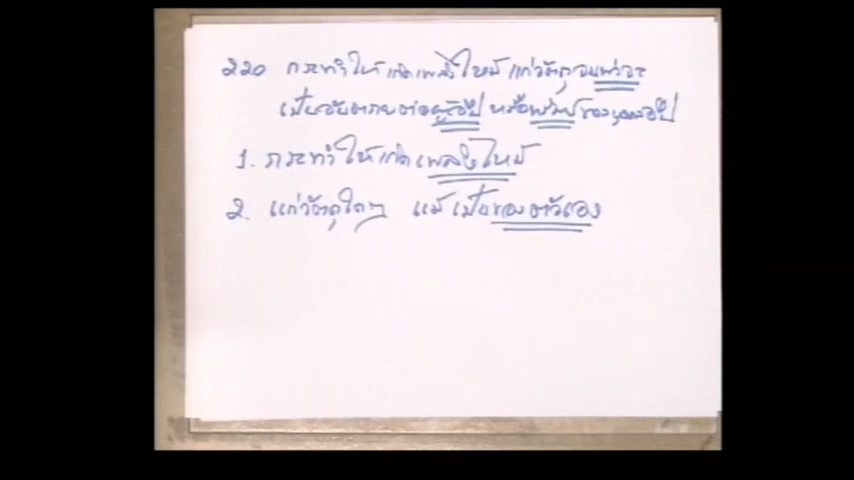 220 กระทำให้เกิดเพลิงไหม้ แก่วัตถุจนน่าจะ
เป็นอันตรายต่อผู้อื่น หรือทรัพย์ของบุคคลอื่น
1. กระทำให้เกิดเพลิงไหม้
2. แก่วัตถุใดๆ แม้เป็นของตัวเอง